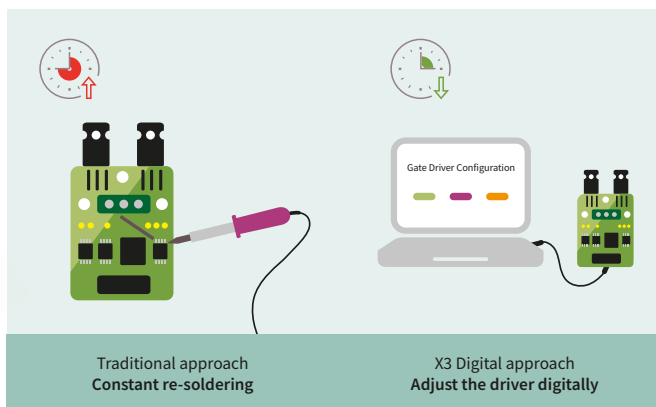 Gate Driver Configuration
Traditional approach
Constant re-soldering
X3 Digital approach
Adjust the driver digitally